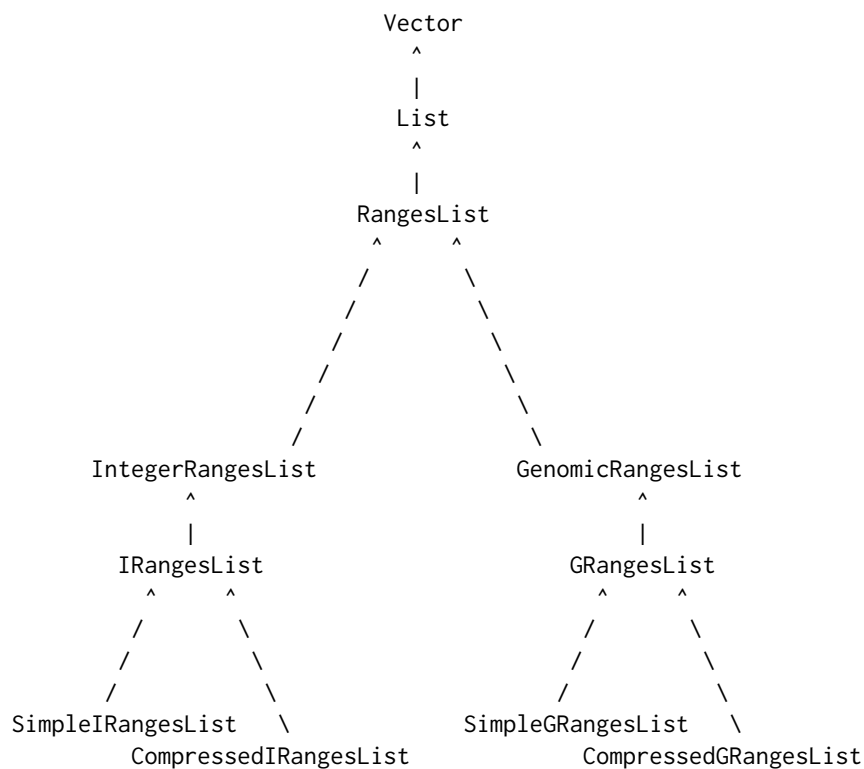 Vector
^
|
List
^
|
RangesList
^ ^
/ \
/ \
/ \
/ \
/ \
/ \
IntegerRangesList GenomicRangesList
^ ^
| |
IRangesList GRangesList
^ ^ ^ ^
/ \ / \
/ \ / \
/ \ / \
SimpleIRangesList \ SimpleGRangesList \
CompressedIRangesList CompressedGRangesList